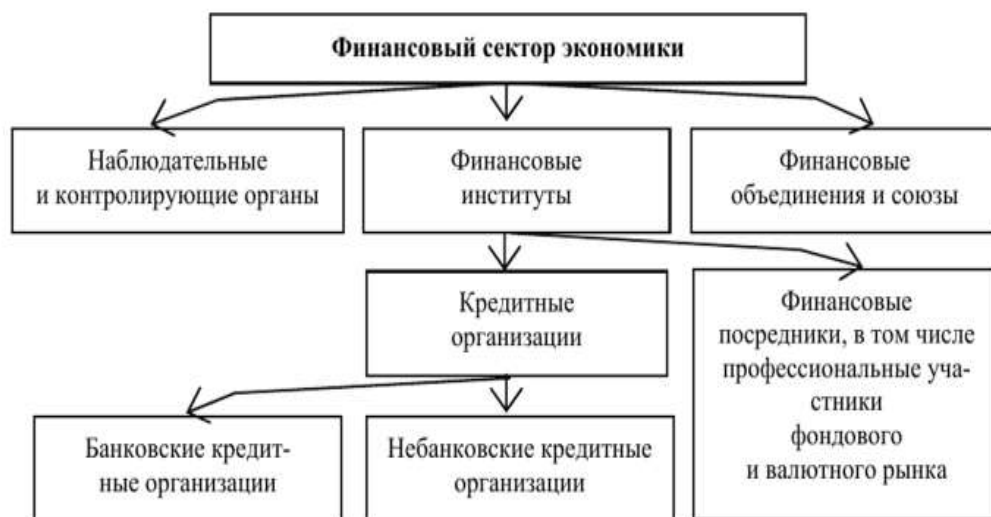 Финансовый сектор экономики
Наблюдательные
и контролирующие органы
Финансовые
институты
Финансовые
объединения и союзы
Кредитные
организации
Финансовые
посредники, в том числе
профессиональные уча-
стники
фондового
и валютного рынка
Банковские кредит-
ные организации
Небанковские кредитные
организации